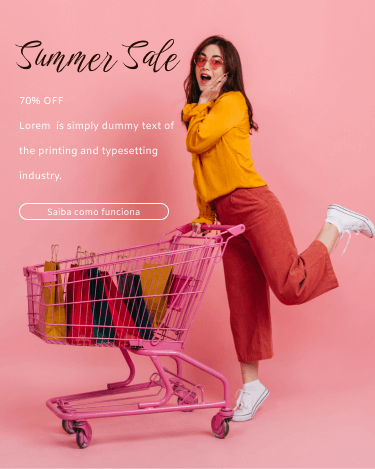 Summer Sale
70% OFF
Lorem is simply dummy text of
the printing and typesetting
industry.
Saiba como funciona